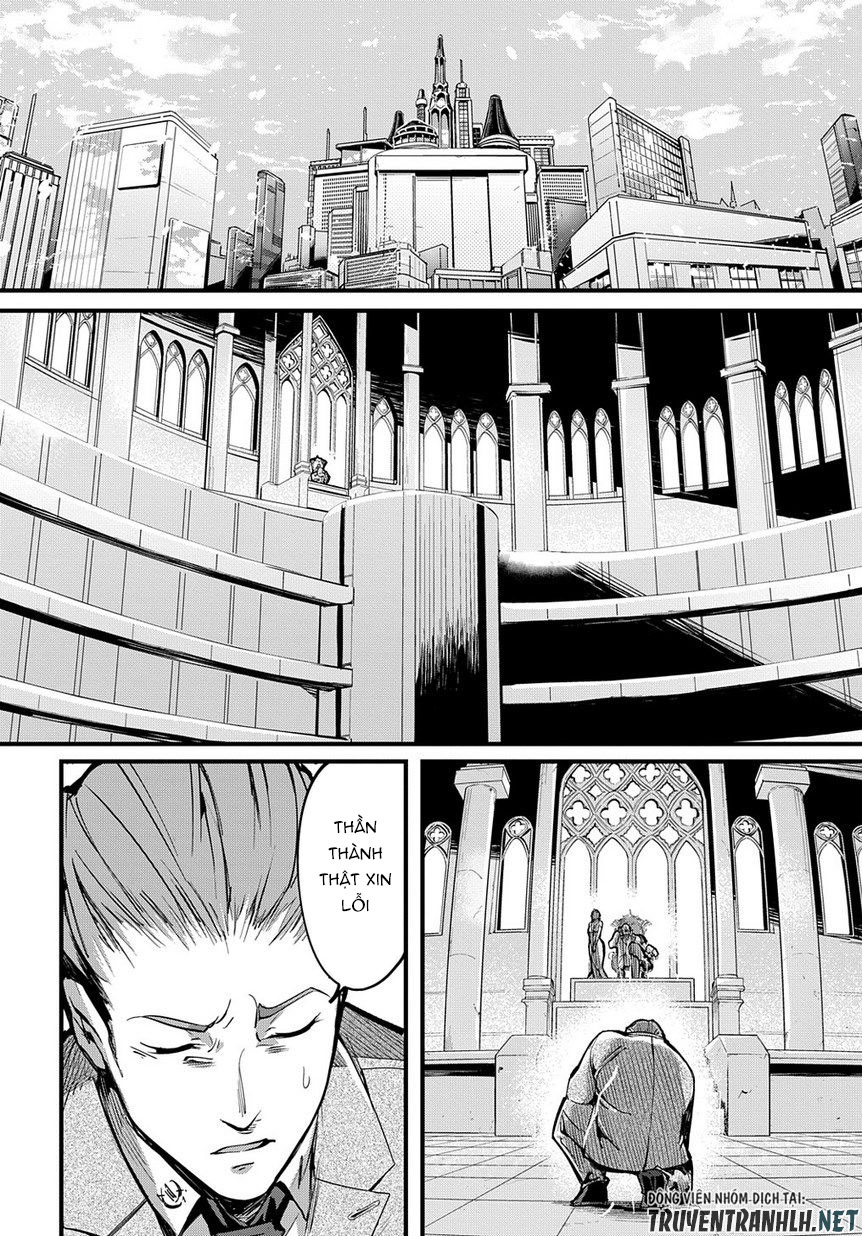 THẦN
THÀNH
THẬT XIN
LỖI
ĐỘNG VIÊN NHÓM DỊCH TẠI:
TRUYENTRANHLH.NET